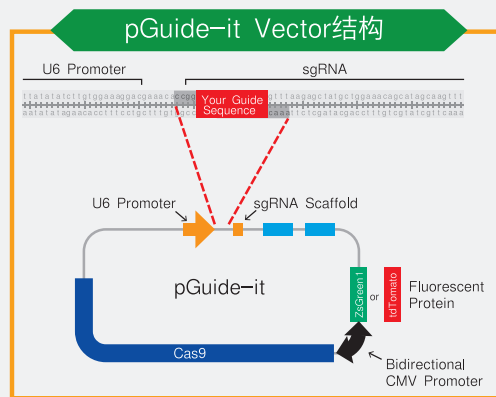 pGuide-it Vector结构
U6 Promoter
sgRNA
Your Guide
Sequence
U6 Promoter
sgRNA Scaffold
pGuide-it
ZsGreen1
or
tdTomato
Fluorescent
Protein
Cas9
Bidirectional
CMV Promoter